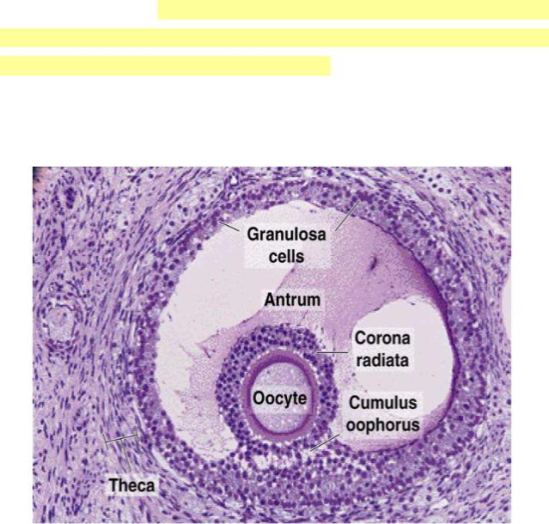 Granulosa
cells
Antrum
Corona
radiata
Oocyte
Cumulus
oophorus
Theca